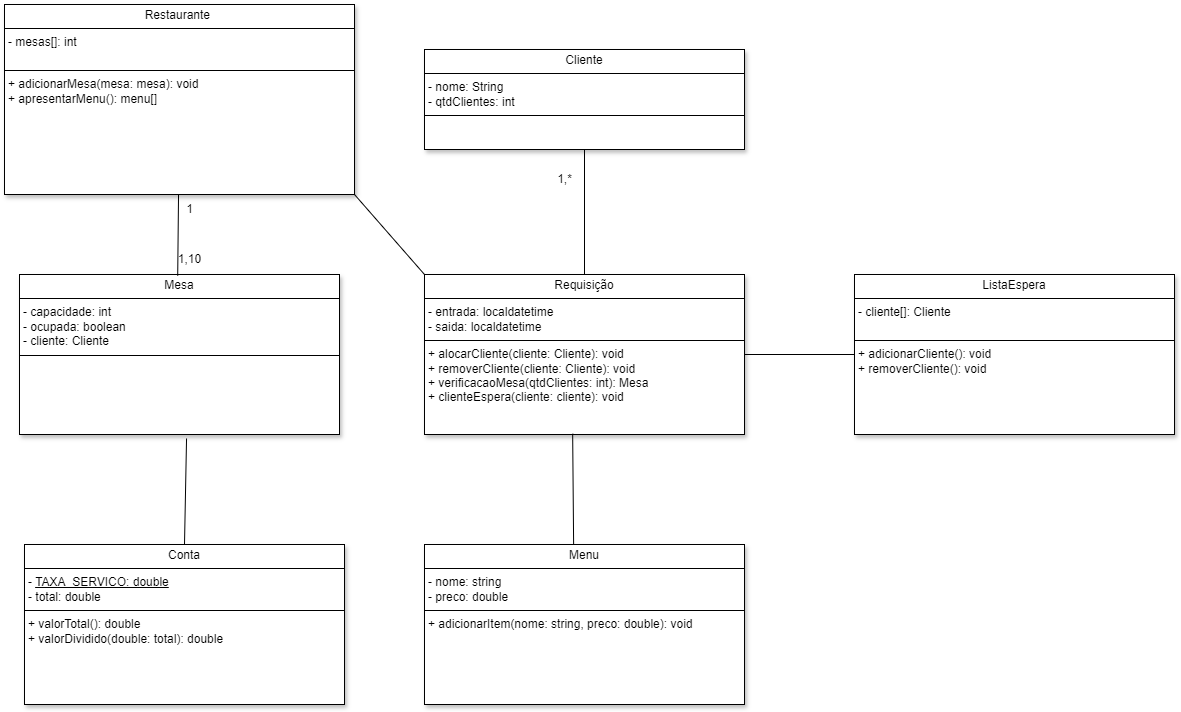 Restaurante
- mesas[]: int
+ adicionarMesa(mesa: mesa): void
+ apresentarMenu(): menu[]
Cliente
- nome: String
- qtdClientes: int
1,*
1
1,10
Mesa
- capacidade: int
- ocupada: boolean
- cliente: Cliente
Requisição
- entrada: localdatetime
- saida: localdatetime
+ alocarCliente(cliente: Cliente): void
+ removerCliente(cliente: Cliente): void
+ verificacaoMesa(qtdClientes: int): Mesa
+ clienteEspera(cliente: cliente): void
ListaEspera
- cliente[]: Cliente
+ adicionarCliente(): void
+ removerCliente(): void
Conta
- TAXA_SERVICO: double
- total: double
+ valorTotal(): double
+ valorDividido(double: total): double
Menu
- nome: string
- preco: double
+ adicionarItem(nome: string, preco: double): void